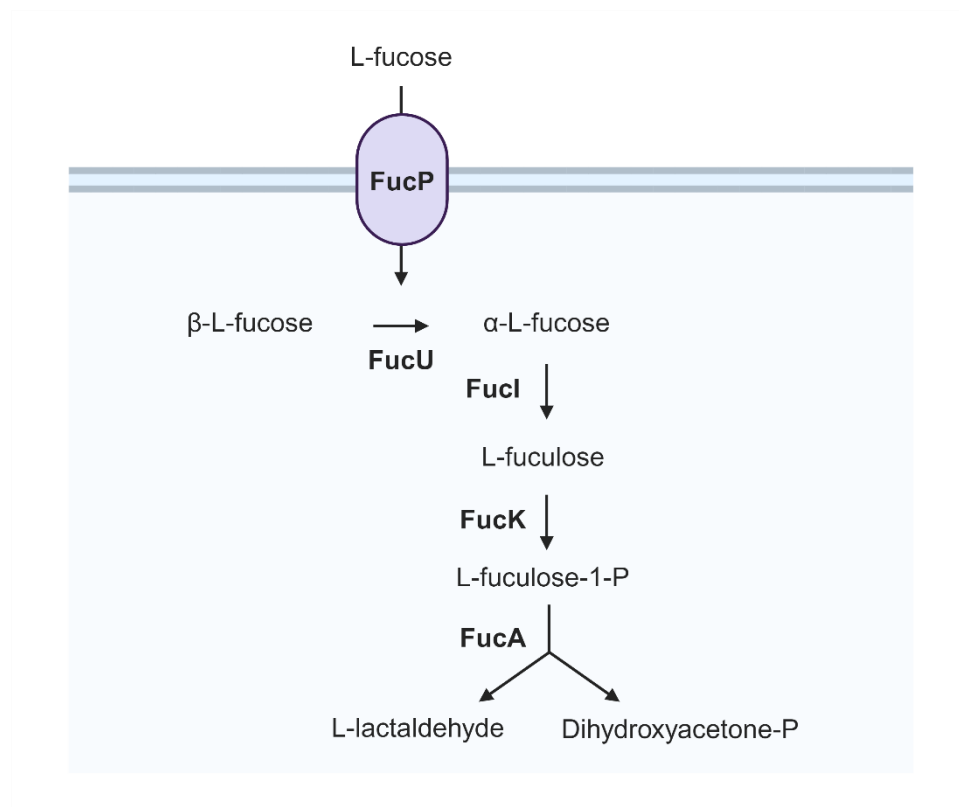 L-fucose
FucP
β-L-fucose
α-L-fucose
FucU
FucI
L-fuculose
FucK
L-fuculose-1-P
FucA
L-lactaldehyde
Dihydroxyacetone-P